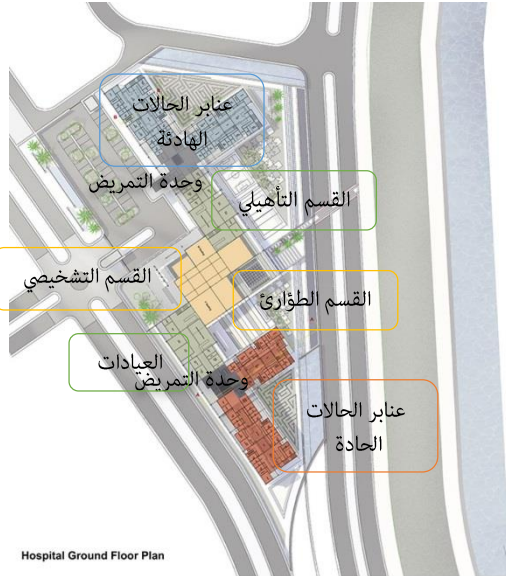 عنابر الحالات
الهادئة
وحدة التمريض
القسم التأهيلي
القسم التشخيصي
القسم الطؤارئ
العيادات
وحدة التمريض
عنابر الحالات
الحادة
Hospital Ground Floor Plan